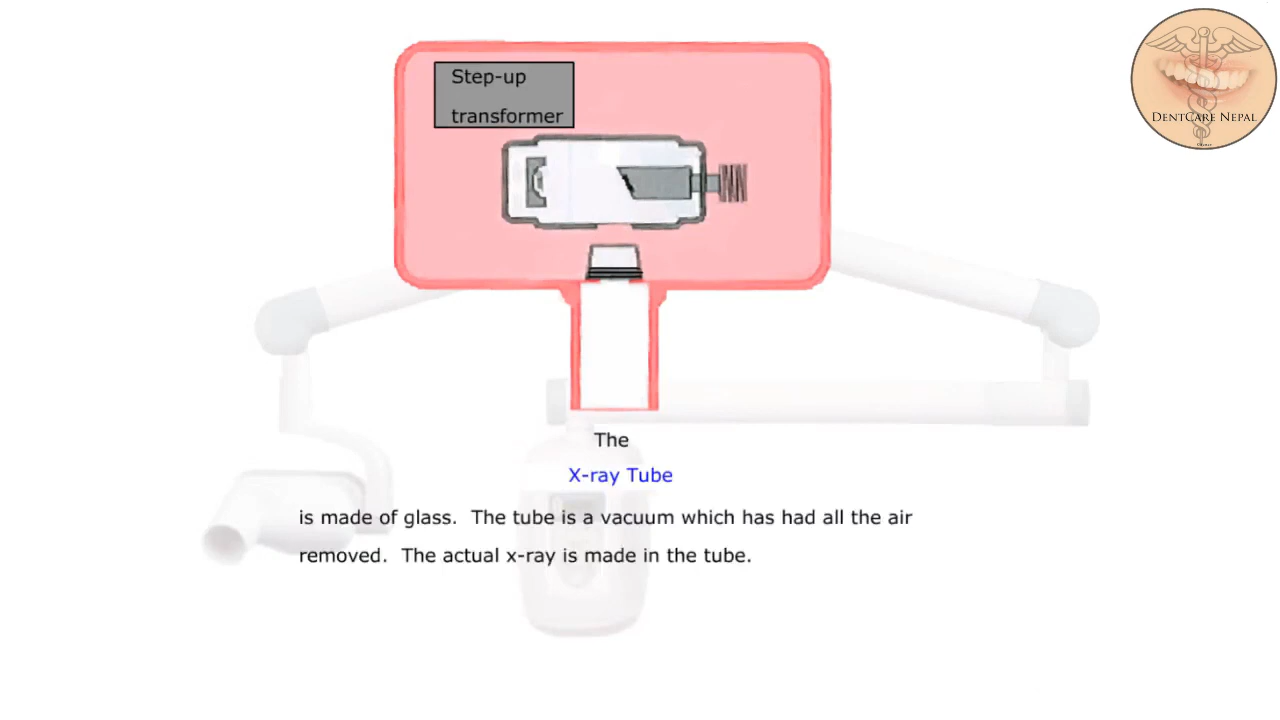 Step-up
transformer
DENTCARE NEPAL
The
X-ray Tube
is made of glass. The tube is a vacuum which has had all the air
removed. The actual x-ray is made in the tube.